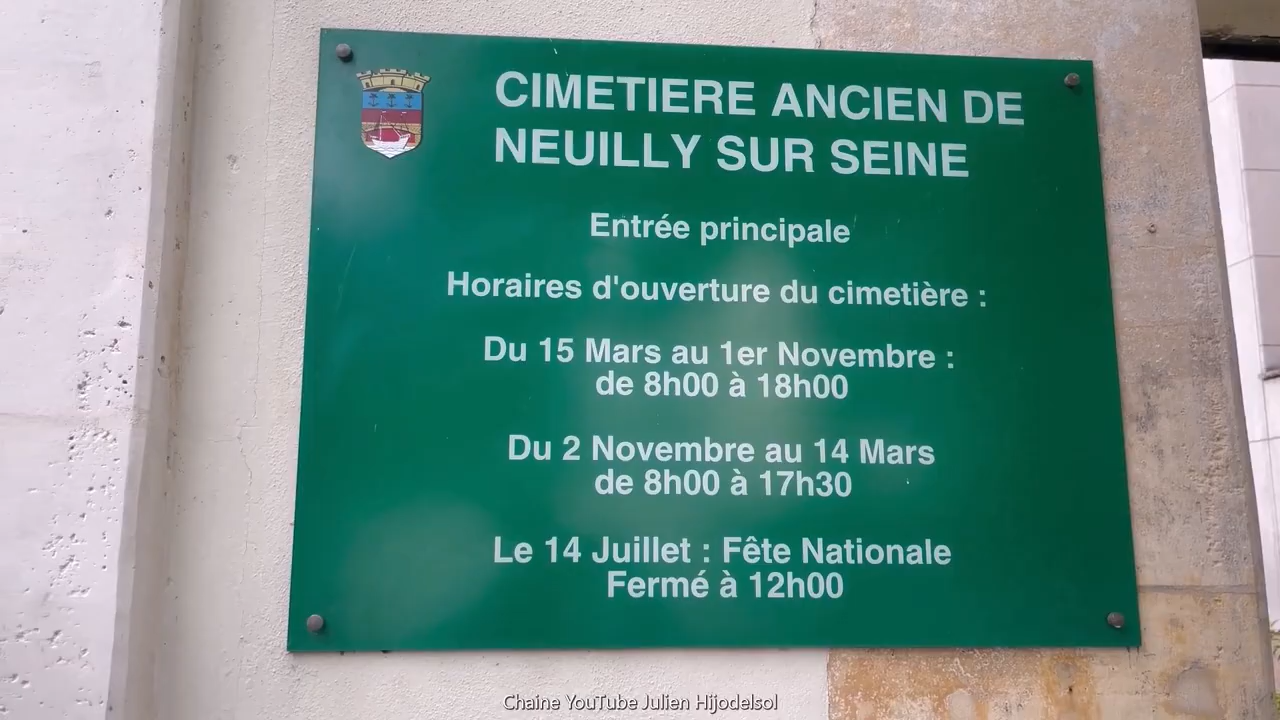 CIMETIERE ANCIEN DE
NEUILLY SUR SEINE
Entrée principale
Horaires d'ouverture du cimetière :
Du 15 Mars au 1er Novembre :
de 8h00 à 18h00
Du 2 Novembre au 14 Mars
de 8h00 à 17h30
Le 14 Juillet : Fête Nationale
Fermé à 12h00
Chaine YouTube Julien Hijodelsol